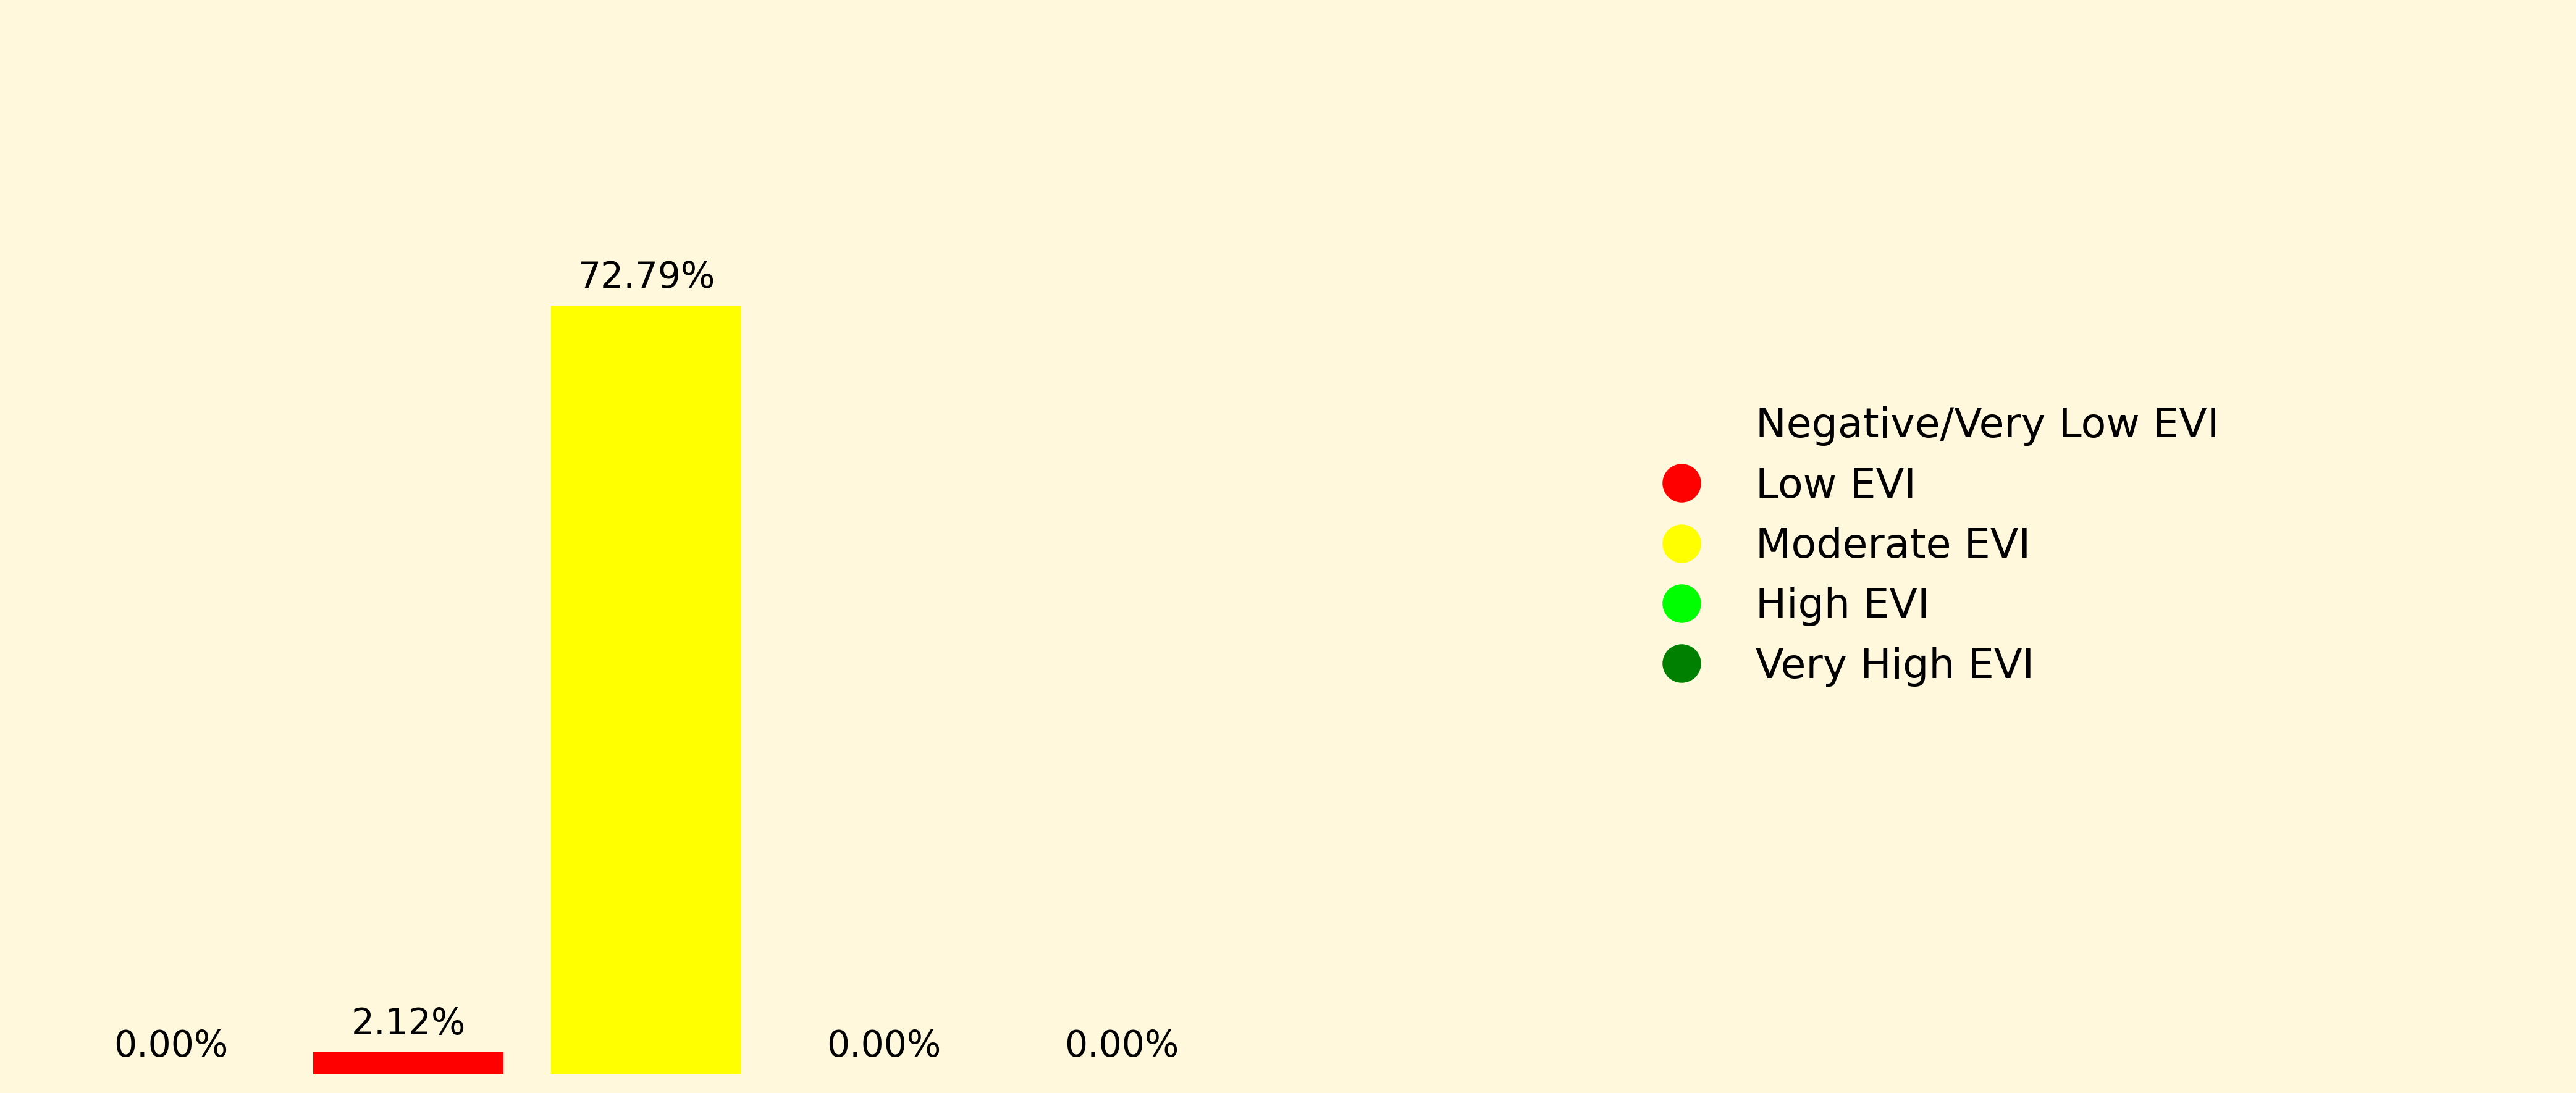 72.79%
2.12%
0.00%
0.00%
0.00%
Negative/Very Low EVI
Low EVI
Moderate EVI
High EVI
Very High EVI